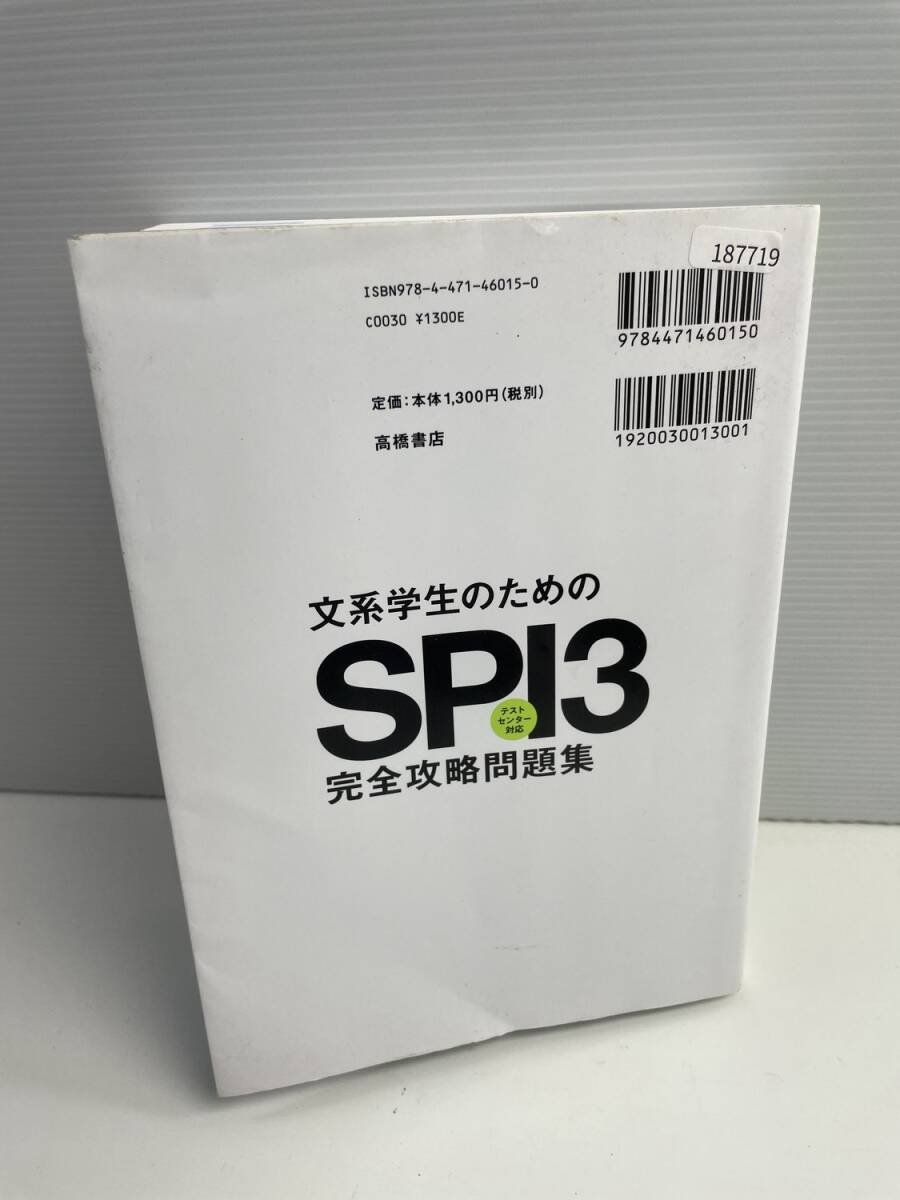 187719
ISBN978-4-471-46015-0
C0030 ¥1300E
9784471460150
定価：本体1,300円(税別)
高橋書店
1920030013001
文系学生のための
SPI3
テスト
センター
対応
完全攻略問題集